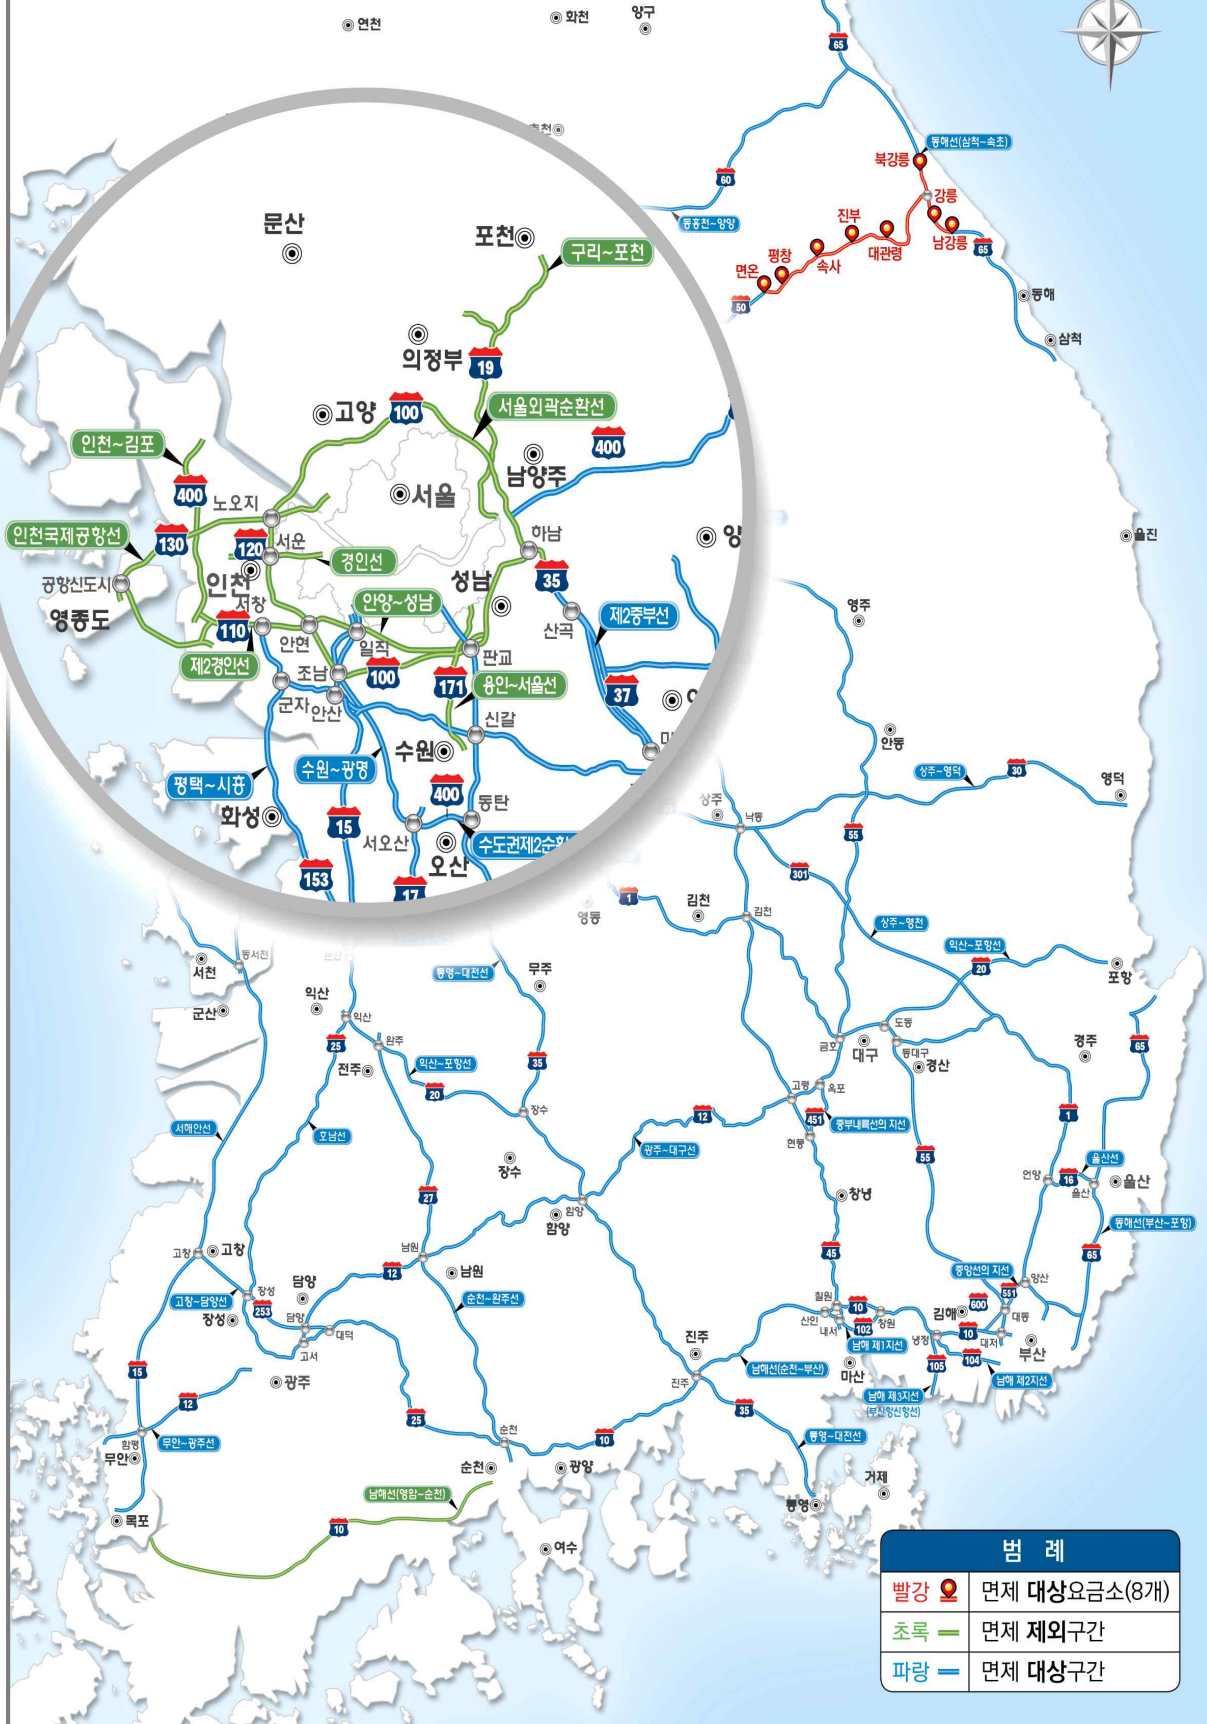 연천
화천
양구
65
동해선(삼척~속초)
북강릉
60
강릉
동홍천~양양
진부
남강릉
대관령
65
평창
속사
면온
동해
50
삼척
문산
포천
구리~포천
의정부
19
고양
100
서울외곽순환선
400
인천~김포
남양주
400
노오지
서울
인천국제공항선
130
120
서운
하남
경인선
울진
공항신도시
인천
성남
35
영종도
서창
안양~성남
제2중부선
영주
110
안현
일직
산곡
제2경인선
조남
100
판교
171
용인~서울선
37
군자
안산
신갈
안동
수원
평택~시흥
수원~광명
400
상주~영덕
30
영덕
화성
15
동탄
상주
낙동
서오산
오산
수도권제2순환
55
153
17
301
1
김천
김천
영동
상주~영천
익산~포항선
20
서천
동서천
통영~대전선
무주
포항
익산
군산
익산
도동
25
완주
금호
대구
동대구
경산
경주
65
전주
익산~포항선
35
20
고령
옥포
장수
12
451
중부내륙선의 지선
1
서해안선
호남선
현풍
광주~대구선
55
울산선
장수
언양
16
울산
울산
27
창녕
함양
함양
동해선(부산~포항)
고창
고창
남원
45
65
12
남원
중앙선의 지선
양산
담양
장성
551
고창~담양선
253
순천~완주선
칠원
10
김해
600
장성
담양
산인
102
창원
대동
대덕
내서
냉정
10
대저
고서
진주
남해 제1지선
부산
15
광주
남해선(순천~부산)
마산
105
104
진주
남해 제3지선
남해 제2지선
12
(부산항신항선)
25
35
순천
10
함평
무안~광주선
통영~대전선
무안
순천
광양
거제
남해선(영암~순천)
통영
목포
10
여수
범 례
빨강 면제 대상요금소(8개)
초록 면제 제외구간
파랑 면제 대상구간